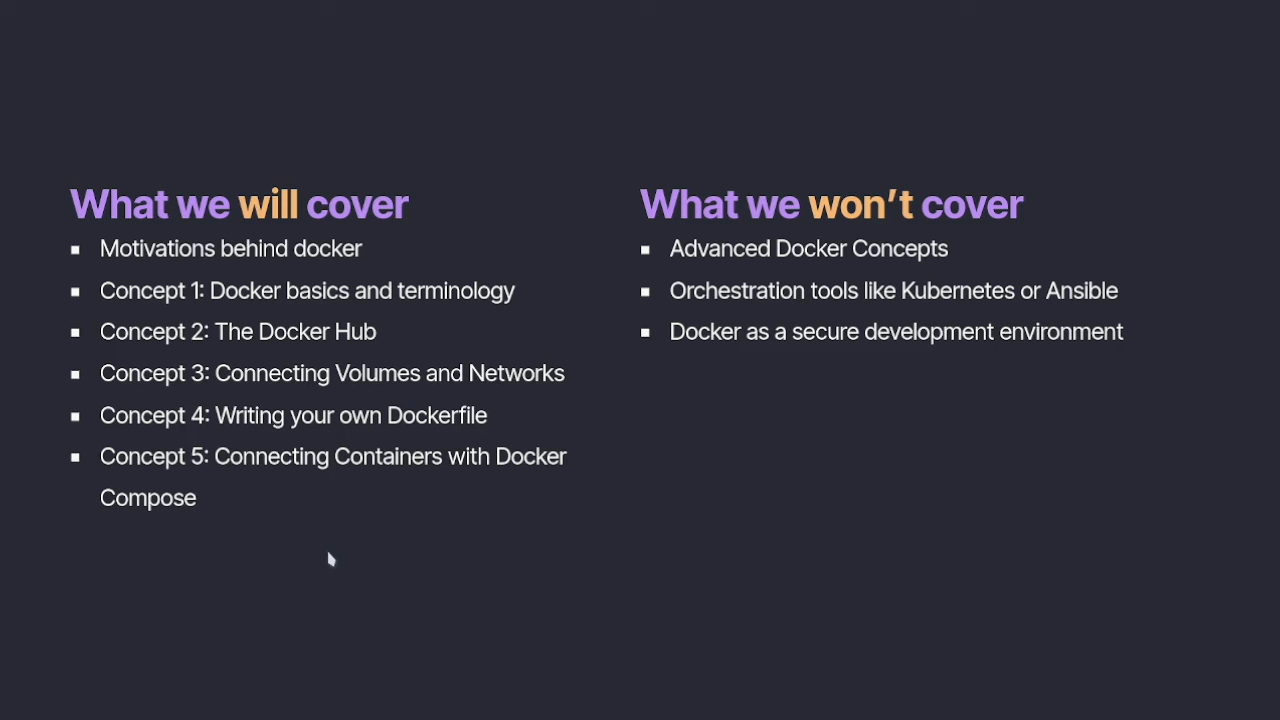 What we will cover
Motivations behind docker
Concept 1: Docker basics and terminology
Concept 2: The Docker Hub
Concept 3: Connecting Volumes and Networks
Concept 4: Writing your own Dockerfile
Concept 5: Connecting Containers with Docker
Compose
What we won’t cover
Advanced Docker Concepts
Orchestration tools like Kubernetes or Ansible
Docker as a secure development environment